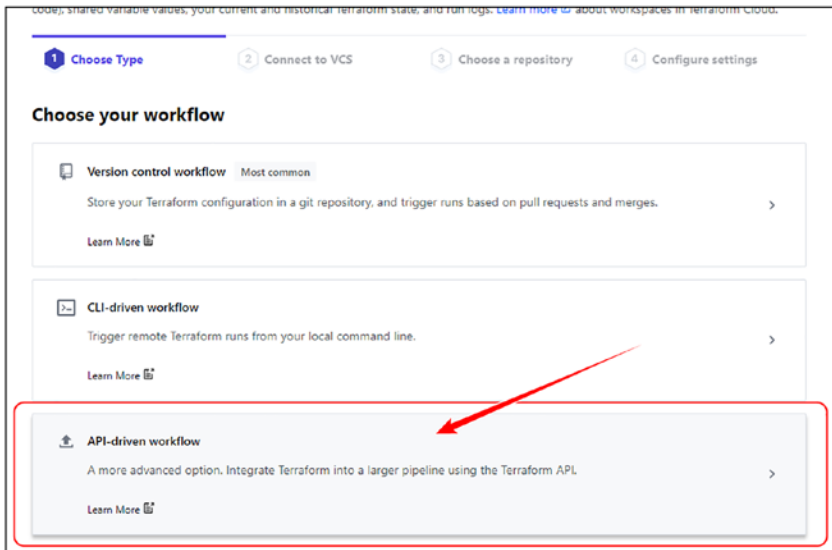 code), shared variable values, your current and historical Terraform state, and run logs. Learn more about workspaces in Terraform Cloud.
1 Choose Type 2 Connect to VCS 3 Choose a repository 4 Configure settings
Choose your workflow
Version control workflow Most common
Store your Terraform configuration in a git repository, and trigger runs based on pull requests and merges.
Learn More
CLI-driven workflow
Trigger remote Terraform runs from your local command line.
Learn More
API-driven workflow
A more advanced option. Integrate Terraform into a larger pipeline using the Terraform API.
Learn More